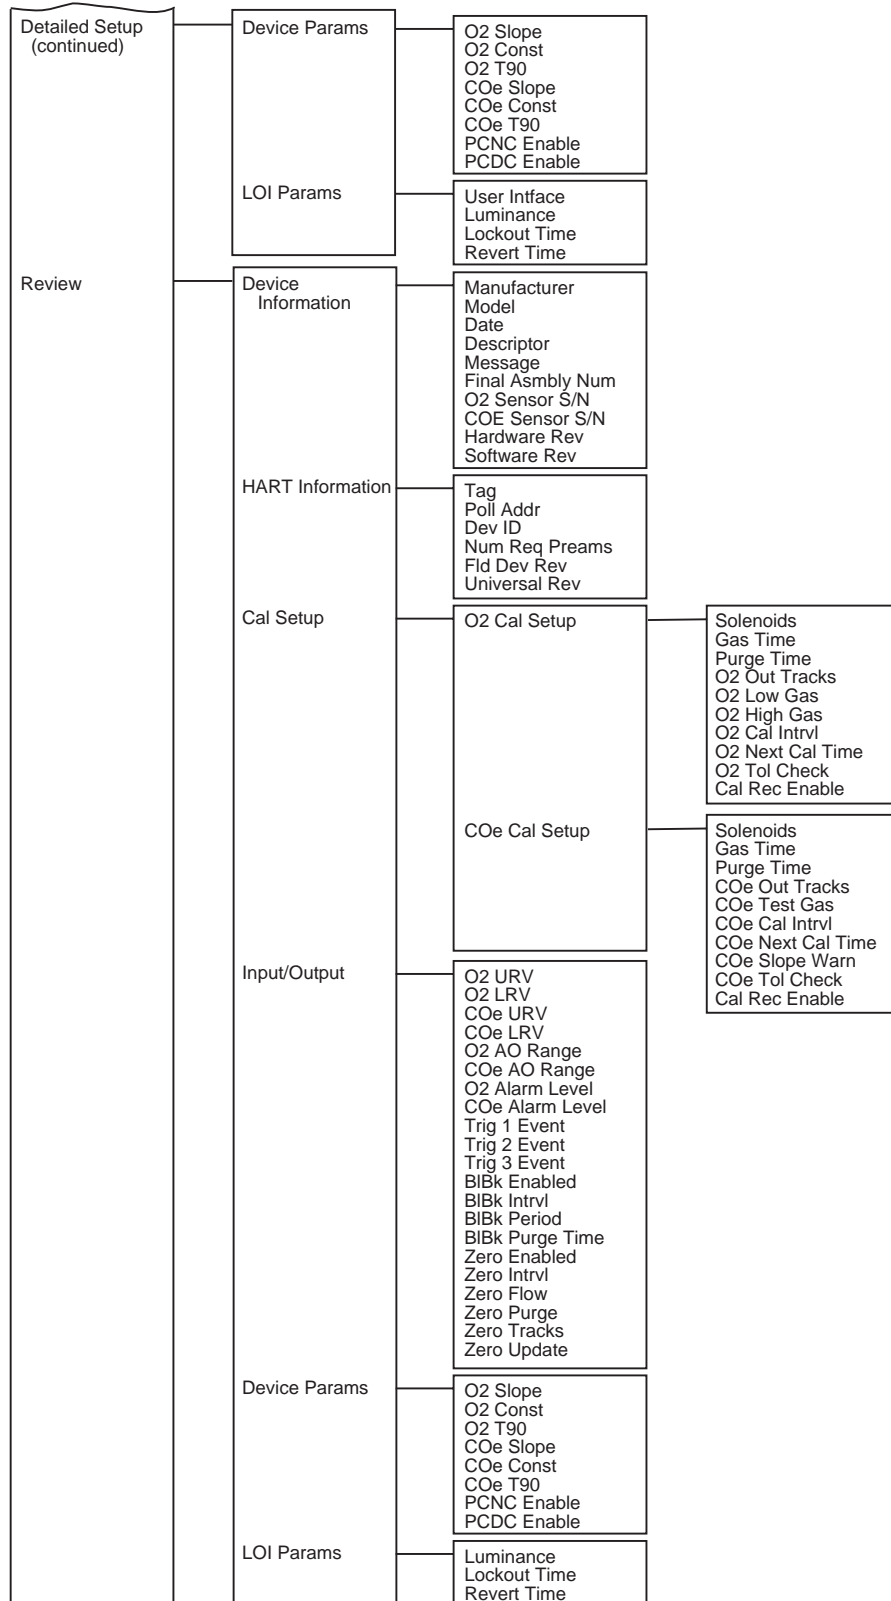 Detailed Setup
(continued)
Device Params
O2 Slope
O2 Const
O2 T90
COe Slope
COe Const
COe T90
PCNC Enable
PCDC Enable
LOI Params
User Intface
Luminance
Lockout Time
Revert Time
Review
Device
Information
Manufacturer
Model
Date
Descriptor
Message
Final Asmbly Num
O2 Sensor S/N
COE Sensor S/N
Hardware Rev
Software Rev
HART Information
Tag
Poll Addr
Dev ID
Num Req Preams
Fld Dev Rev
Universal Rev
Cal Setup
O2 Cal Setup
Solenoids
Gas Time
Purge Time
O2 Out Tracks
O2 Low Gas
O2 High Gas
O2 Cal Intrvl
O2 Next Cal Time
O2 Tol Check
Cal Rec Enable
COe Cal Setup
Solenoids
Gas Time
Purge Time
COe Out Tracks
COe Test Gas
COe Cal Intrvl
COe Next Cal Time
COe Slope Warn
COe Tol Check
Cal Rec Enable
Input/Output
O2 URV
O2 LRV
COe URV
COe LRV
O2 AO Range
COe AO Range
O2 Alarm Level
COe Alarm Level
Trig 1 Event
Trig 2 Event
Trig 3 Event
BlBk Enabled
BlBk Intrvl
BlBk Period
BlBk Purge Time
Zero Enabled
Zero Intrvl
Zero Flow
Zero Purge
Zero Tracks
Zero Update
Device Params
O2 Slope
O2 Const
O2 T90
COe Slope
COe Const
COe T90
PCNC Enable
PCDC Enable
LOI Params
Luminance
Lockout Time
Revert Time